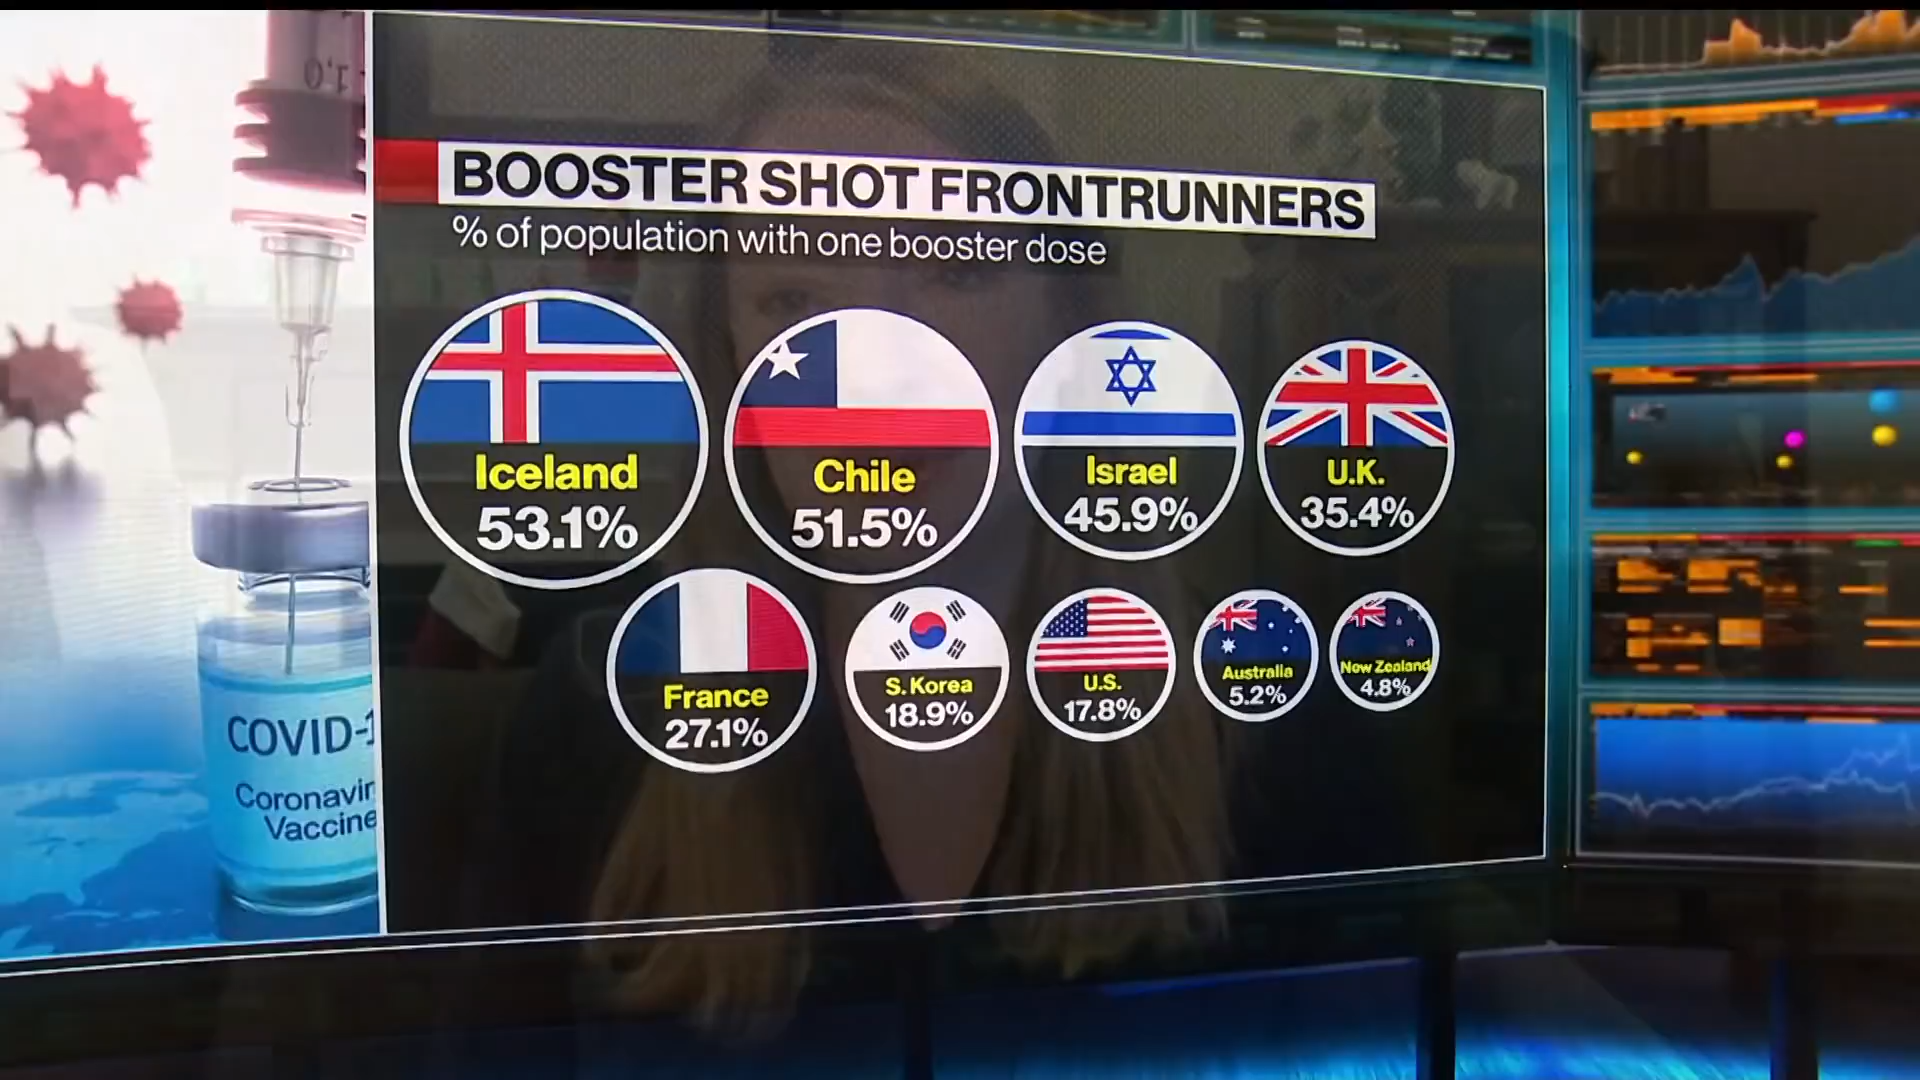 BOOSTER SHOT FRONTRUNNERS
% of population with one booster dose
Iceland
53.1%
Chile
51.5%
Israel
45.9%
U.K.
35.4%
France
27.1%
S. Korea
18.9%
U.S.
17.8%
Australia
5.2%
New Zealand
4.8%
1.0
COVID-1
Coronavir
Vaccine